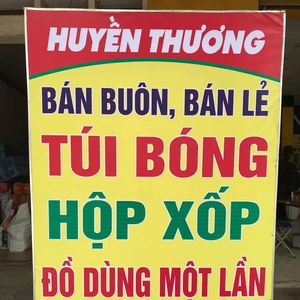 HUYỀN THƯƠNG
BÁN BUÔN, BÁN LẺ
TÚI BÓNG
HỘP XỐP
ĐỒ DÙNG MỘT LẦN